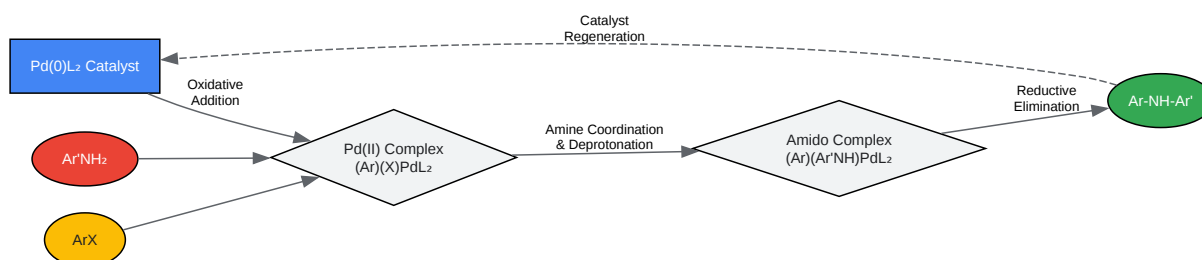 Catalyst
Regeneration
Pd(0)L₂ Catalyst
Oxidative
Addition
Ar'NH₂
ArX
Pd(II) Complex
(Ar)(X)PdL₂
Amine Coordination
& Deprotonation
Amido Complex
(Ar)(Ar'NH)PdL₂
Reductive
Elimination
Ar-NH-Ar'